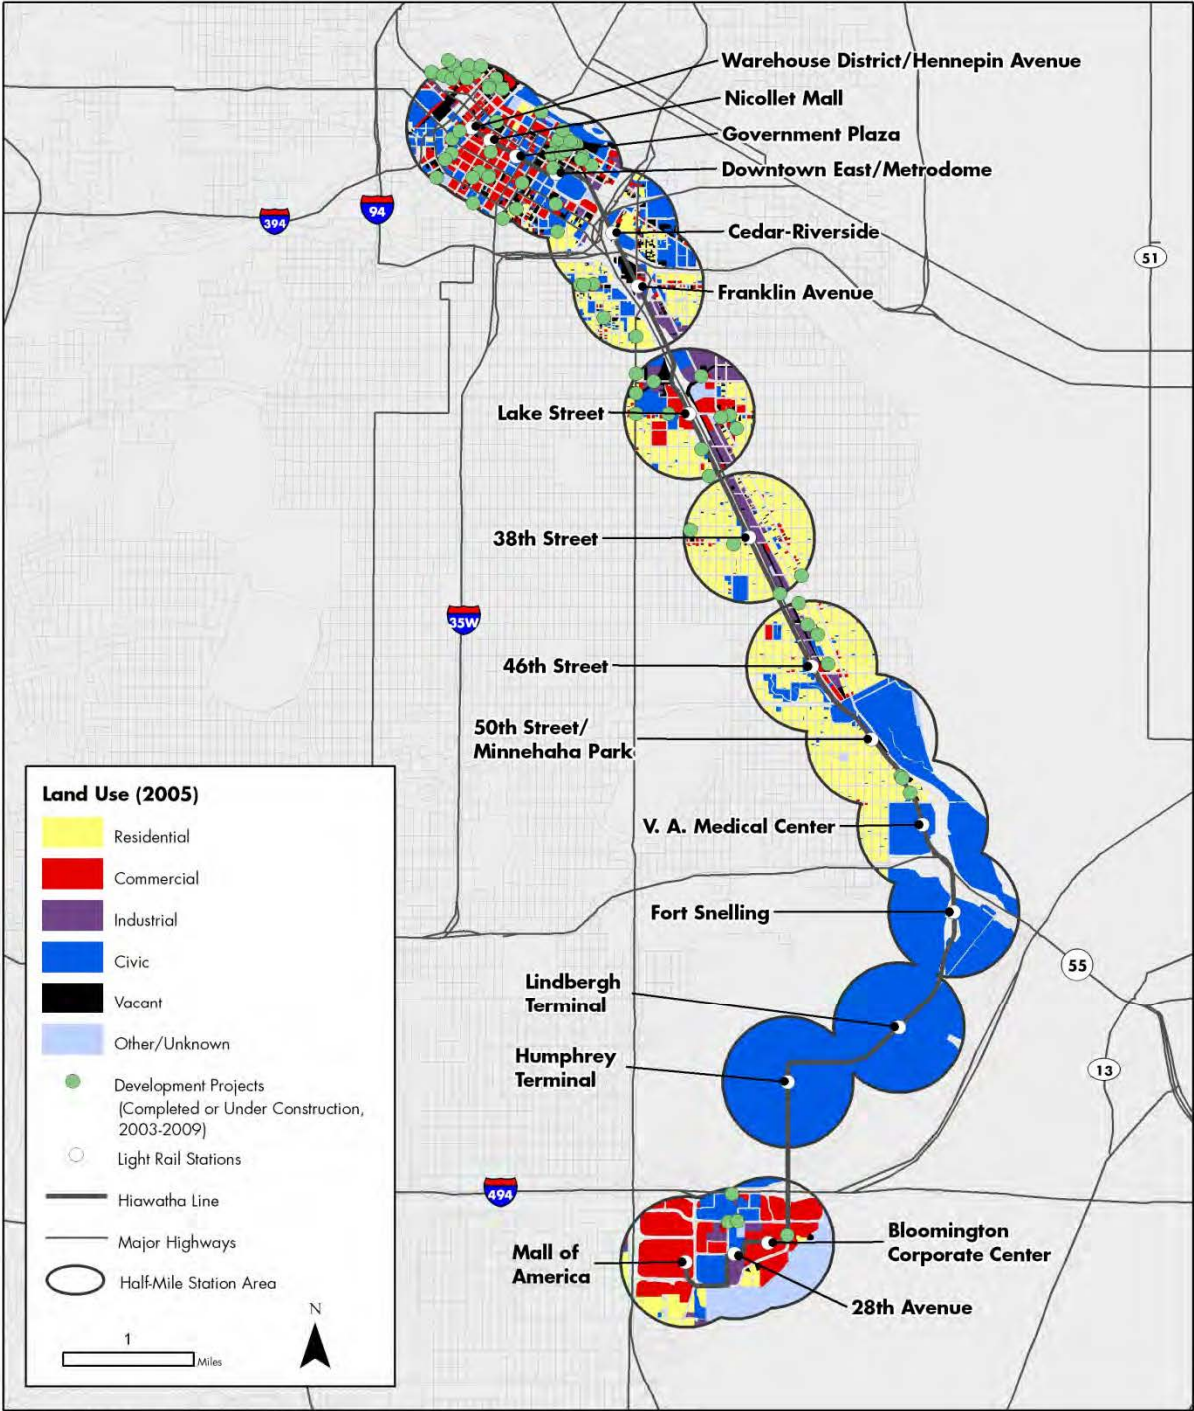 Warehouse District/Hennepin Avenue
Nicollet Mall
Government Plaza
Downtown East/Metrodome
394
94
Cedar-Riverside
51
Franklin Avenue
Lake Street
38th Street
35W
46th Street
50th Street/
Minnehaha Park
V. A. Medical Center
Fort Snelling
55
Lindbergh
Terminal
Humphrey
Terminal
13
494
Mall of
America
Bloomington
Corporate Center
28th Avenue
Land Use (2005)
Residential
Commercial
Industrial
Civic
Vacant
Other/Unknown
Development Projects
(Completed or Under Construction,
2003-2009)
Light Rail Stations
Hiawatha Line
Major Highways
Half-Mile Station Area
N
1
Miles